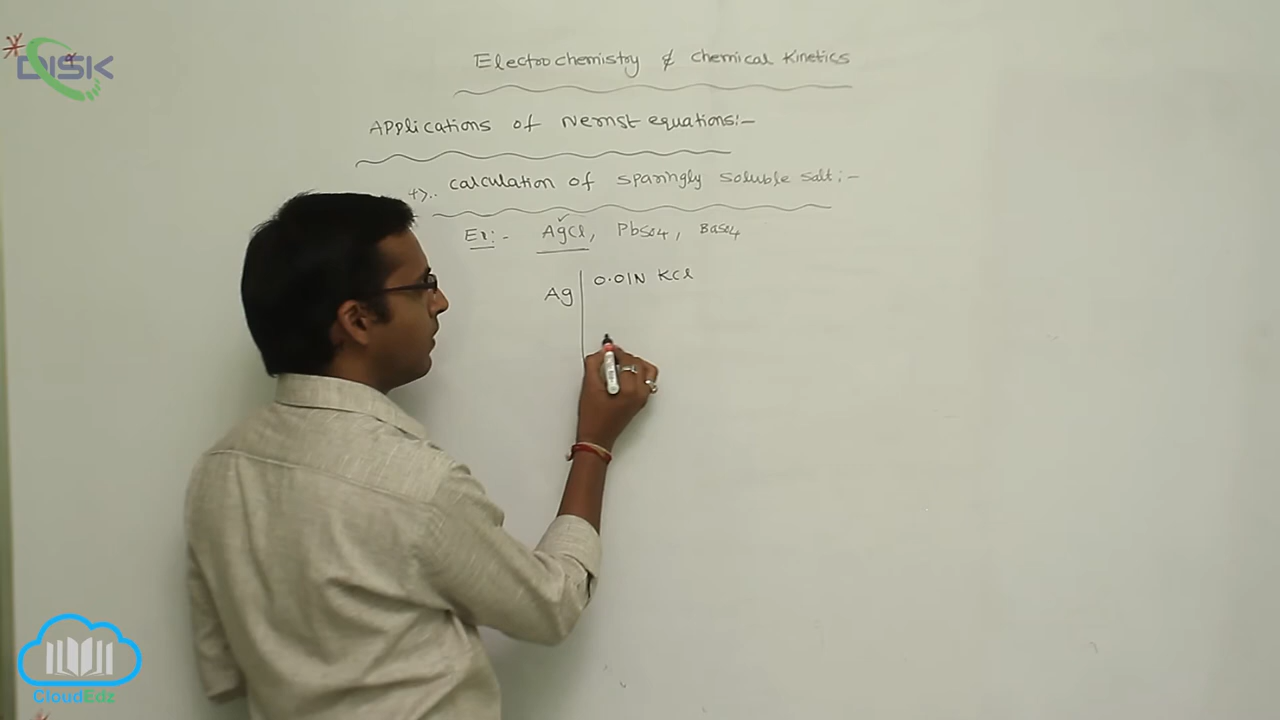 DISK
Electrochemistry & chemical Kinetics
Applications of Nernst equations:-
+>.. calculation of sparingly soluble salt:-
Ex:- AgCl, PbSO4, BaSO4
Ag | 0.01N KCl
CloudEdz